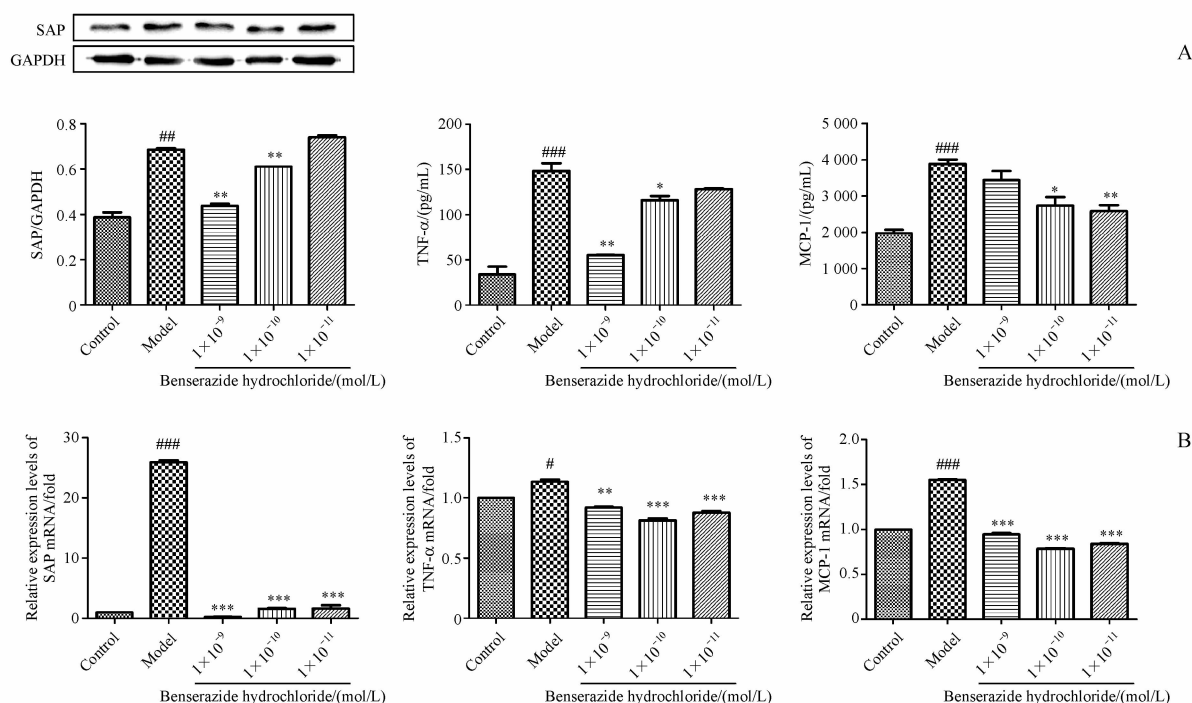 SAP
GAPDH
A
SAP/GAPDH
0.8
0.6
0.4
0.2
0
##
**
**
Control
Model
1×10⁻⁹
1×10⁻¹⁰
1×10⁻¹¹
Benserazide hydrochloride/(mol/L)
TNF-α/(pg/mL)
200
150
100
50
0
###
**
*
Control
Model
1×10⁻⁹
1×10⁻¹⁰
1×10⁻¹¹
Benserazide hydrochloride/(mol/L)
MCP-1/(pg/mL)
5 000
4 000
3 000
2 000
1 000
0
###
*
**
Control
Model
1×10⁻⁹
1×10⁻¹⁰
1×10⁻¹¹
Benserazide hydrochloride/(mol/L)
B
Relative expression levels of
SAP mRNA/fold
30
20
10
0
###
***
***
***
Control
Model
1×10⁻⁹
1×10⁻¹⁰
1×10⁻¹¹
Benserazide hydrochloride/(mol/L)
Relative expression levels of
TNF-α mRNA/fold
1.5
1.0
0.5
0
#
**
***
***
Control
Model
1×10⁻⁹
1×10⁻¹⁰
1×10⁻¹¹
Benserazide hydrochloride/(mol/L)
Relative expression levels of
MCP-1 mRNA/fold
2.0
1.5
1.0
0.5
0
###
***
***
***
Control
Model
1×10⁻⁹
1×10⁻¹⁰
1×10⁻¹¹
Benserazide hydrochloride/(mol/L)